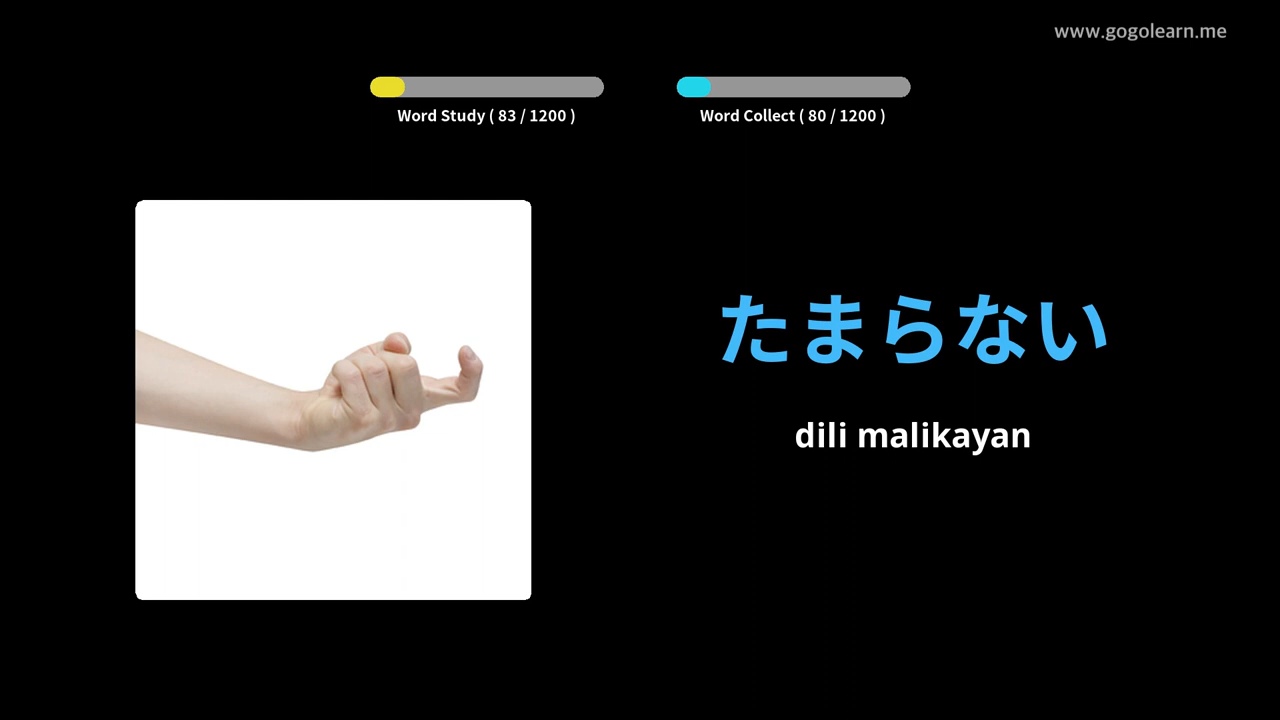 www.gogolearn.me
Word Study ( 83 / 1200 )
Word Collect ( 80 / 1200 )
たまらない
dili malikayan